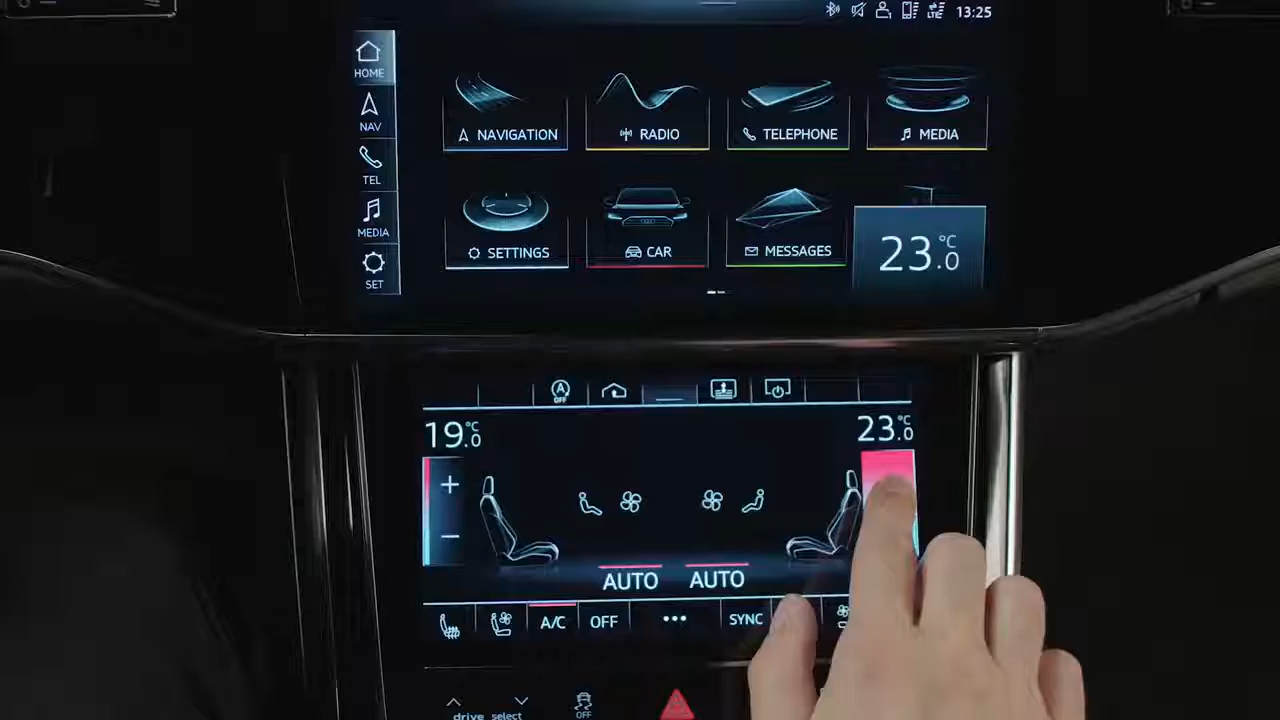 13:25
HOME
NAV
TEL
MEDIA
SET
NAVIGATION
RADIO
TELEPHONE
MEDIA
SETTINGS
CAR
MESSAGES
23.0 °C
A
OFF
19.0 °C
23.0 °C
+
−
AUTO
AUTO
A/C
OFF
•••
SYNC
drive select
OFF